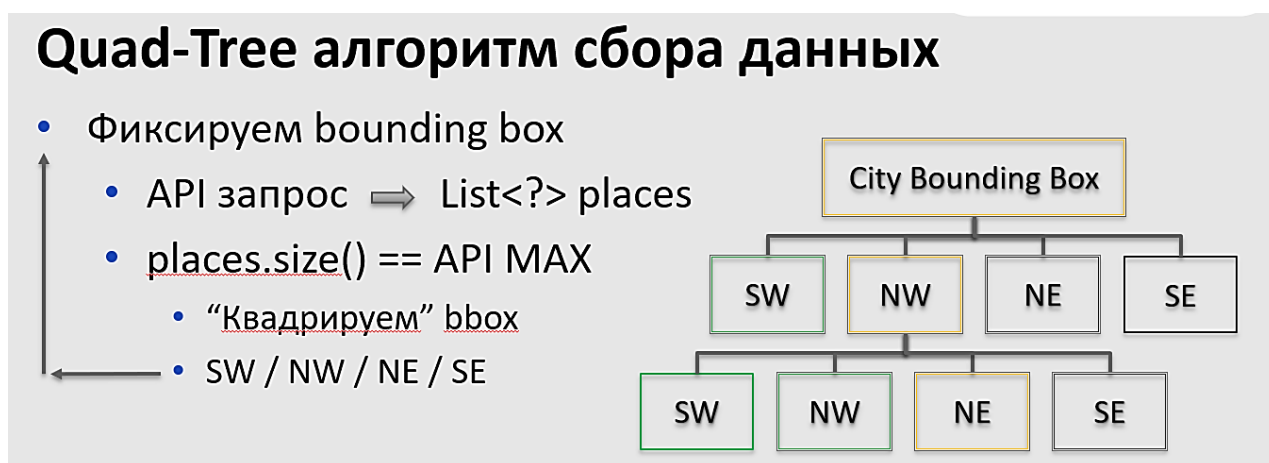 Quad-Tree алгоритм сбора данных
Фиксируем bounding box
API запрос List<?> places
places.size() == API MAX
“Квадрируем” bbox
SW / NW / NE / SE
City Bounding Box
SW NW NE SE
SW NW NE SE